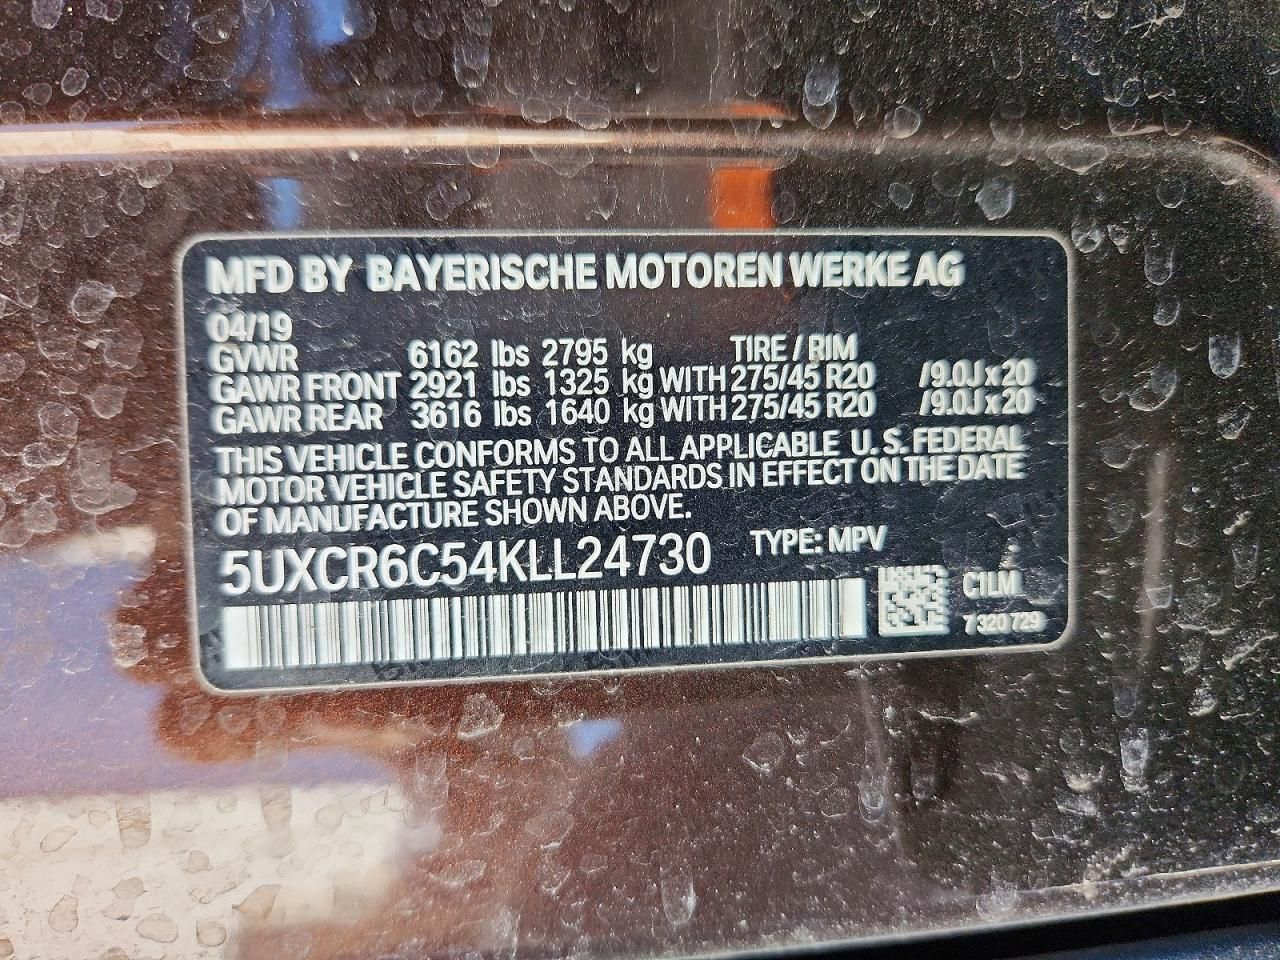 MFD BY BAYERISCHE MOTOREN WERKE AG
04/19
GVWR 6162 lbs 2795 kg TIRE / RIM
GAWR FRONT 2921 lbs 1325 kg WITH 275/45 R20 /9.0J x 20
GAWR REAR 3616 lbs 1640 kg WITH 275/45 R20 /9.0J x 20
THIS VEHICLE CONFORMS TO ALL APPLICABLE U.S. FEDERAL
MOTOR VEHICLE SAFETY STANDARDS IN EFFECT ON THE DATE
OF MANUFACTURE SHOWN ABOVE.
5UXCR6C54KLL24730 TYPE: MPV
C1LM
7 320 729